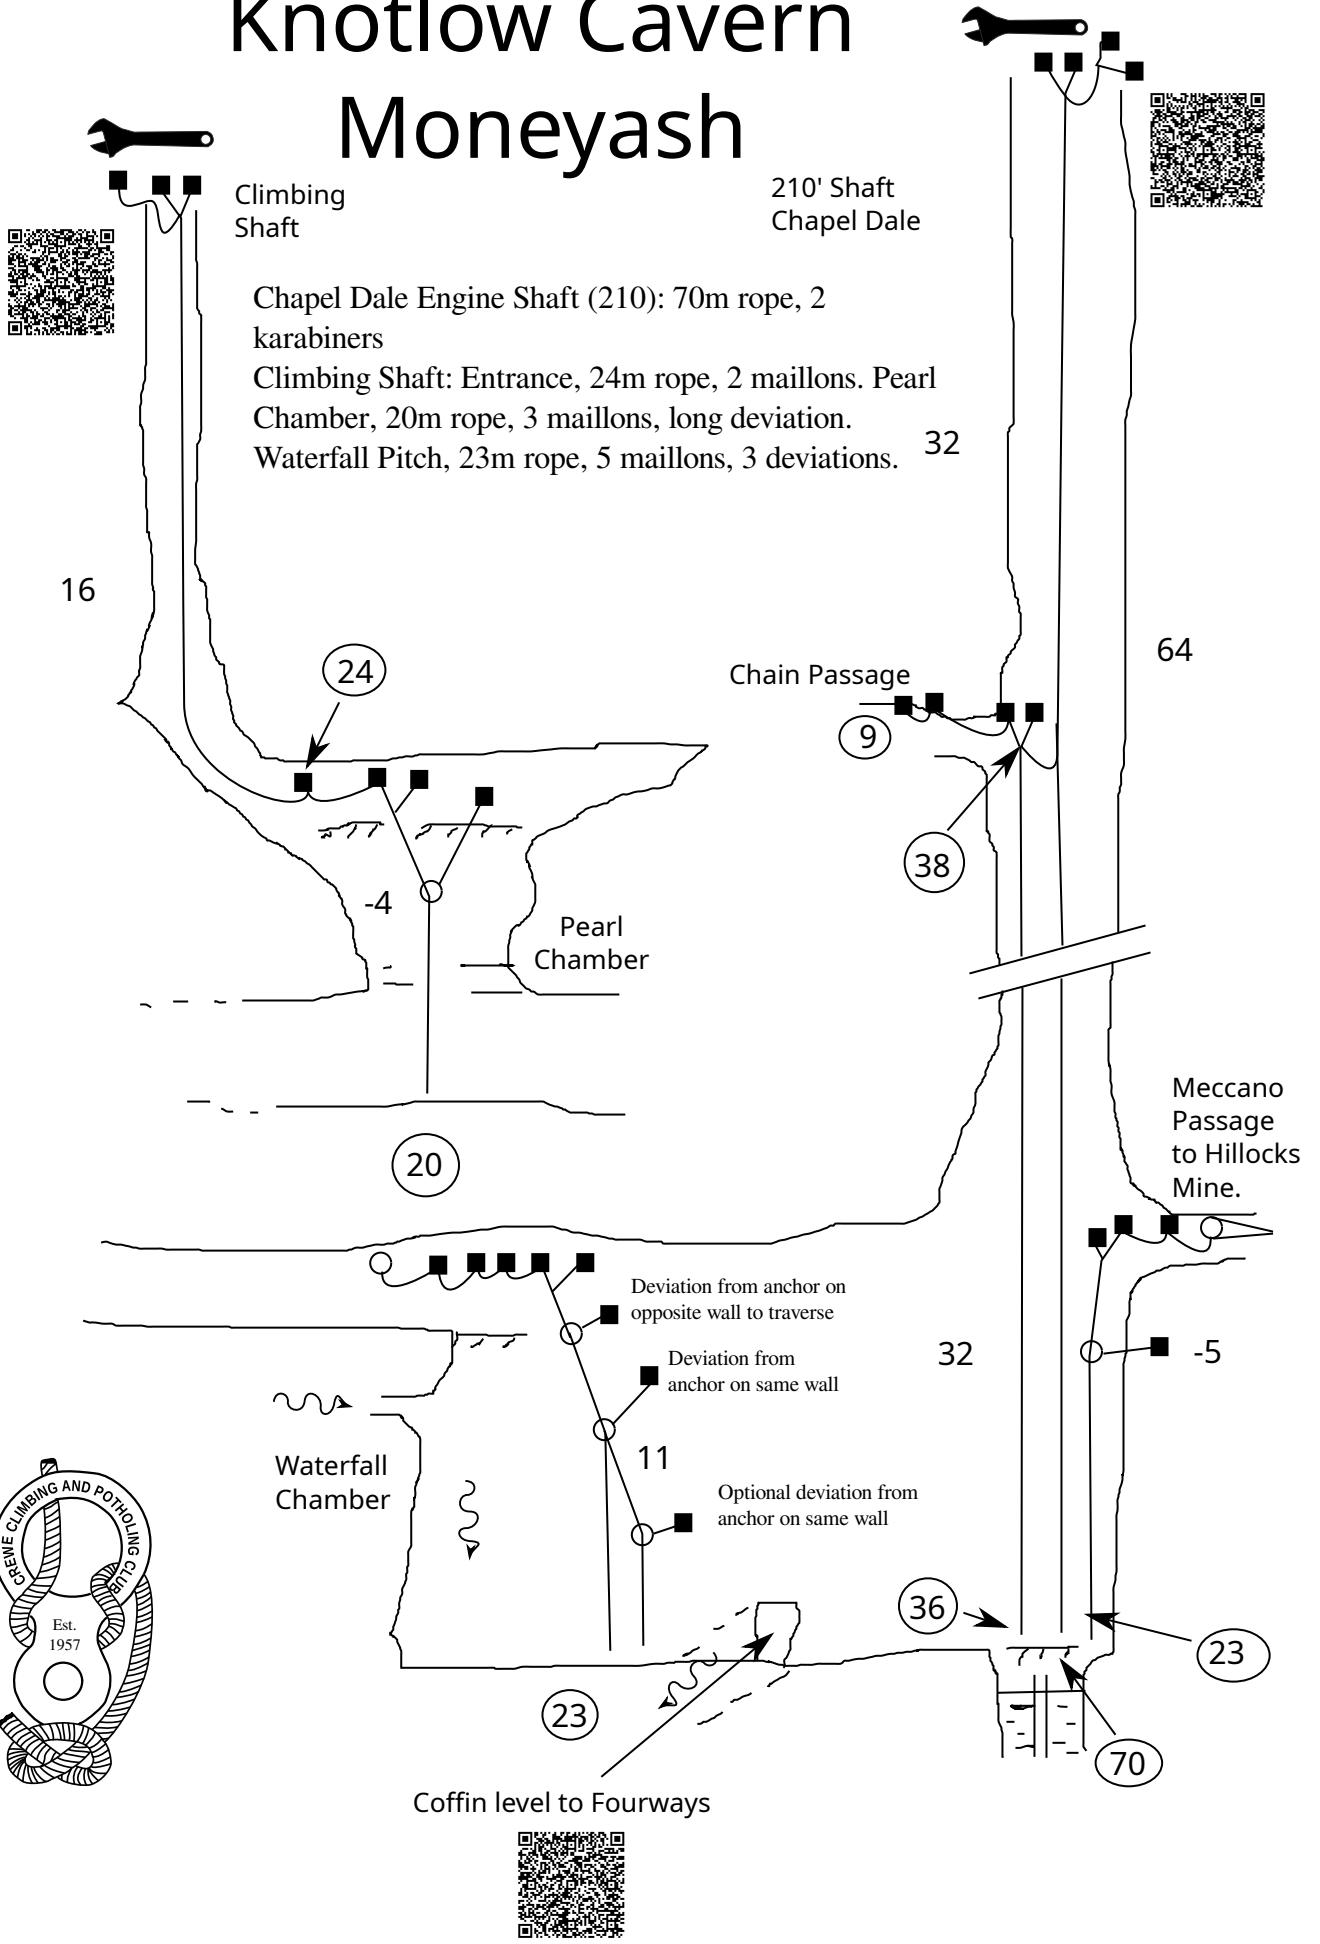 Knotlow Cavern
Moneyash
Climbing
Shaft
210' Shaft
Chapel Dale
Chapel Dale Engine Shaft (210): 70m rope, 2
karabiners
Climbing Shaft: Entrance, 24m rope, 2 maillons. Pearl
Chamber, 20m rope, 3 maillons, long deviation.
Waterfall Pitch, 23m rope, 5 maillons, 3 deviations.
32
16
24
Chain Passage
9
64
38
-4
Pearl
Chamber
Meccano
Passage
to Hillocks
Mine.
20
Deviation from anchor on
opposite wall to traverse
Deviation from
anchor on same wall
32
-5
11
Waterfall
Chamber
Optional deviation from
anchor on same wall
CREWE CLIMBING AND POTHOLING CLUB
Est.
1957
36
23
23
70
Coffin level to Fourways